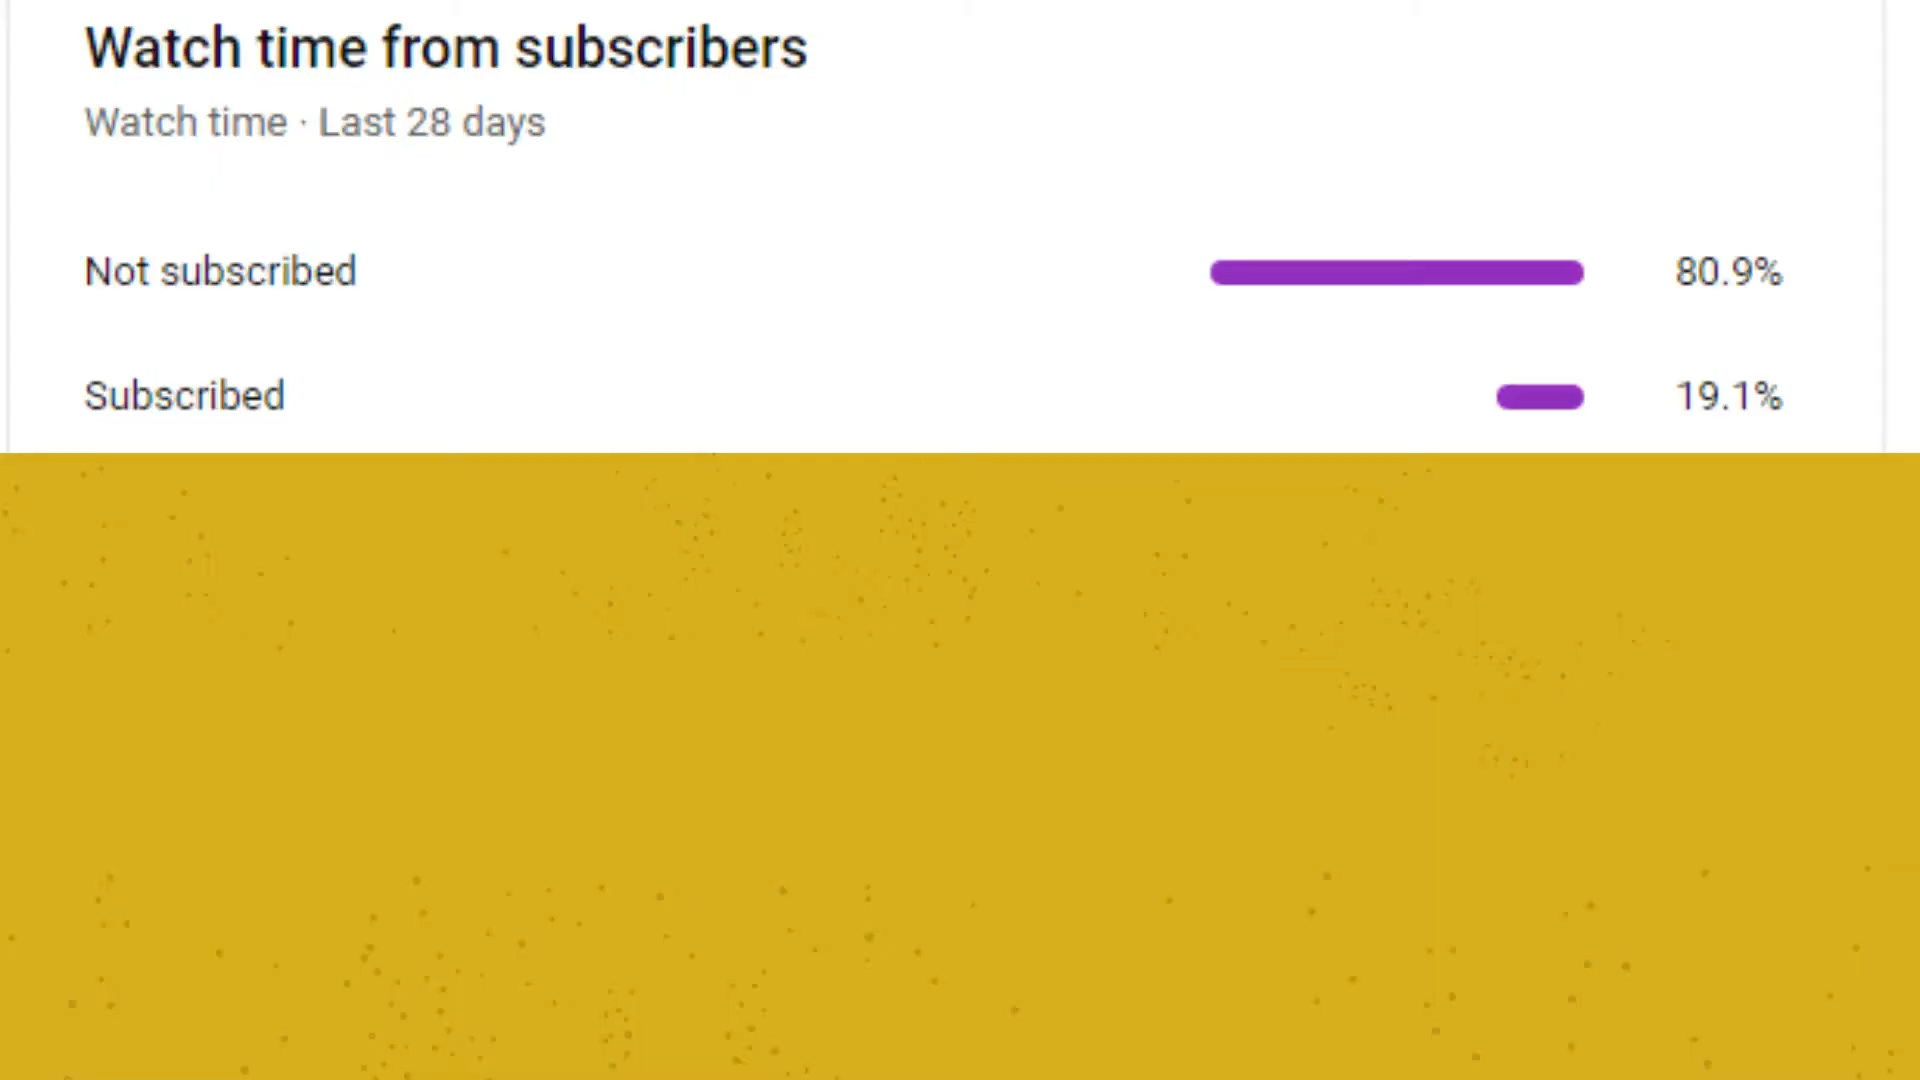 Watch time from subscribers
Watch time · Last 28 days
Not subscribed 80.9%
Subscribed 19.1%